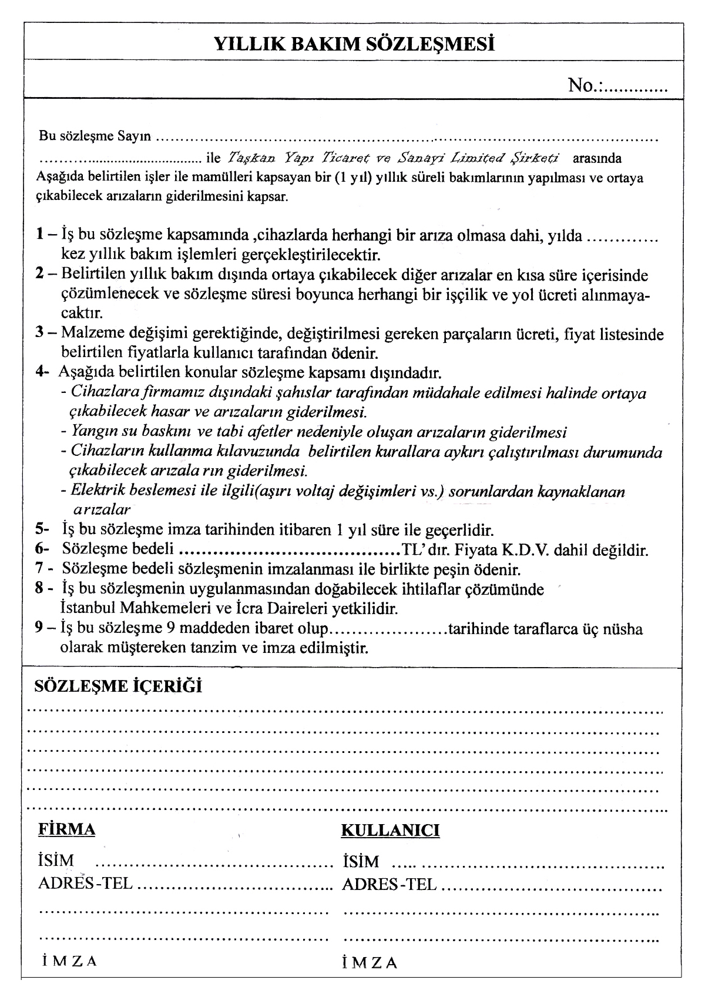 YILLIK BAKIM SÖZLEŞMESİ
No.:.............
Bu sözleşme Sayın ......................................................................................................
........................................ ile Taşkan Yapı Ticaret ve Sanayi Limited Şirketi arasında
Aşağıda belirtilen işler ile mamülleri kapsayan bir (1 yıl) yıllık süreli bakımlarının yapılması ve ortaya
çıkabilecek arızaların giderilmesini kapsar.
1 – İş bu sözleşme kapsamında ,cihazlarda herhangi bir arıza olmasa dahi, yılda .............
kez yıllık bakım işlemleri gerçekleştirilecektir.
2 – Belirtilen yıllık bakım dışında ortaya çıkabilecek diğer arızalar en kısa süre içerisinde
çözümlenecek ve sözleşme süresi boyunca herhangi bir işçilik ve yol ücreti alınmaya-
caktır.
3 – Malzeme değişimi gerektiğinde, değiştirilmesi gereken parçaların ücreti, fiyat listesinde
belirtilen fiyatlarla kullanıcı tarafından ödenir.
4- Aşağıda belirtilen konular sözleşme kapsamı dışındadır.
- Cihazlara firmamız dışındaki şahıslar tarafından müdahale edilmesi halinde ortaya
çıkabilecek hasar ve arızaların giderilmesi.
- Yangın su baskını ve tabi afetler nedeniyle oluşan arızaların giderilmesi
- Cihazların kullanma kılavuzunda belirtilen kurallara aykırı çalıştırılması durumunda
çıkabilecek arızala rın giderilmesi.
- Elektrik beslemesi ile ilgili(aşırı voltaj değişimleri vs.) sorunlardan kaynaklanan
arızalar
5- İş bu sözleşme imza tarihinden itibaren 1 yıl süre ile geçerlidir.
6- Sözleşme bedeli .......................................TL’ dır. Fiyata K.D.V. dahil değildir.
7 - Sözleşme bedeli sözleşmenin imzalanması ile birlikte peşin ödenir.
8 - İş bu sözleşmenin uygulanmasından doğabilecek ihtilaflar çözümünde
İstanbul Mahkemeleri ve İcra Daireleri yetkilidir.
9 – İş bu sözleşme 9 maddeden ibaret olup.....................tarihinde taraflarca üç nüsha
olarak müştereken tanzim ve imza edilmiştir.
SÖZLEŞME İÇERİĞİ
..............................................................................................................
..............................................................................................................
..............................................................................................................
..............................................................................................................
..............................................................................................................
..............................................................................................................
FİRMA KULLANICI
İSİM .......................................... İSİM ..... ..........................................
ADRES-TEL ................................... ADRES-TEL .......................................
.................................................. .......................................................
.................................................. .......................................................
İMZA İMZA